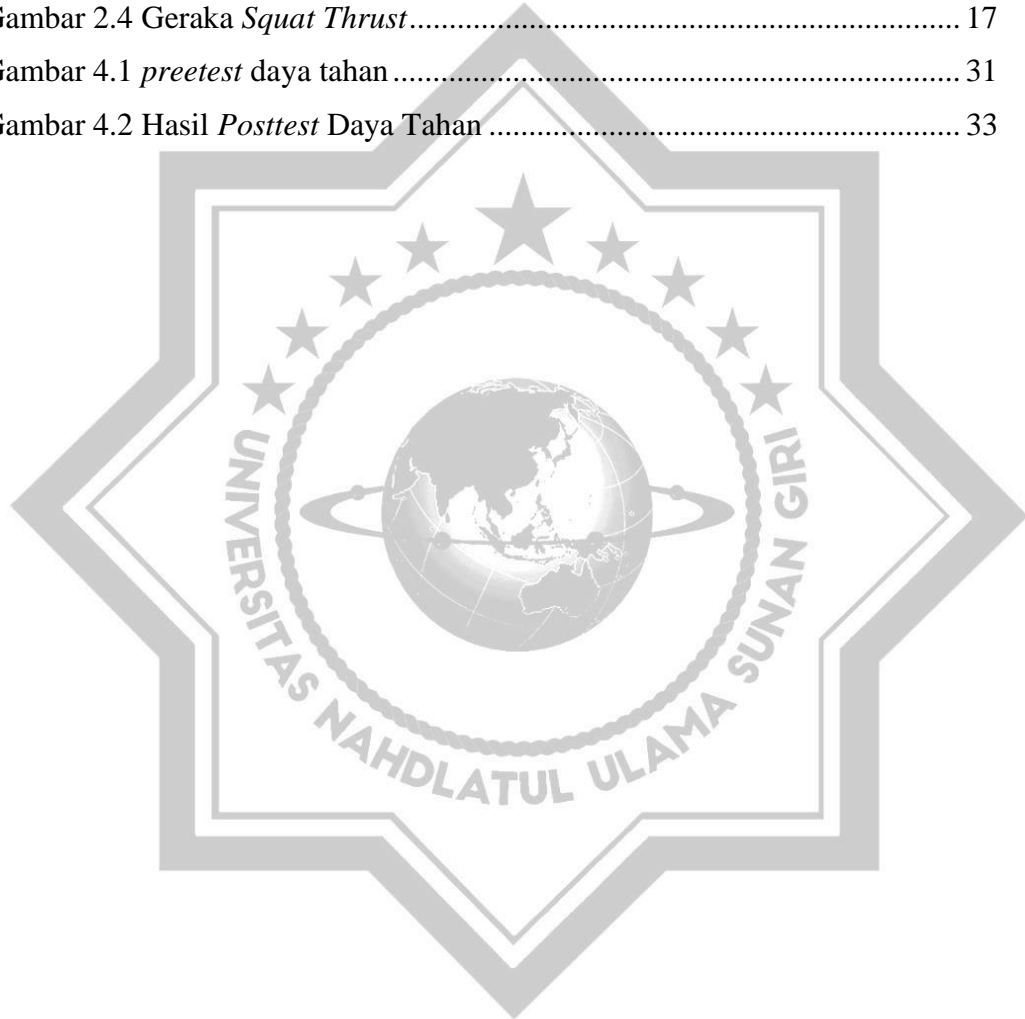 Gambar 2.4 Geraka Squat Thrust.................................................................... 17
Gambar 4.1 preetest daya tahan...................................................................... 31
Gambar 4.2 Hasil Posttest Daya Tahan.......................................................... 33
UNIVERSITAS NAHDLATUL ULAMA SUNAN GIRI